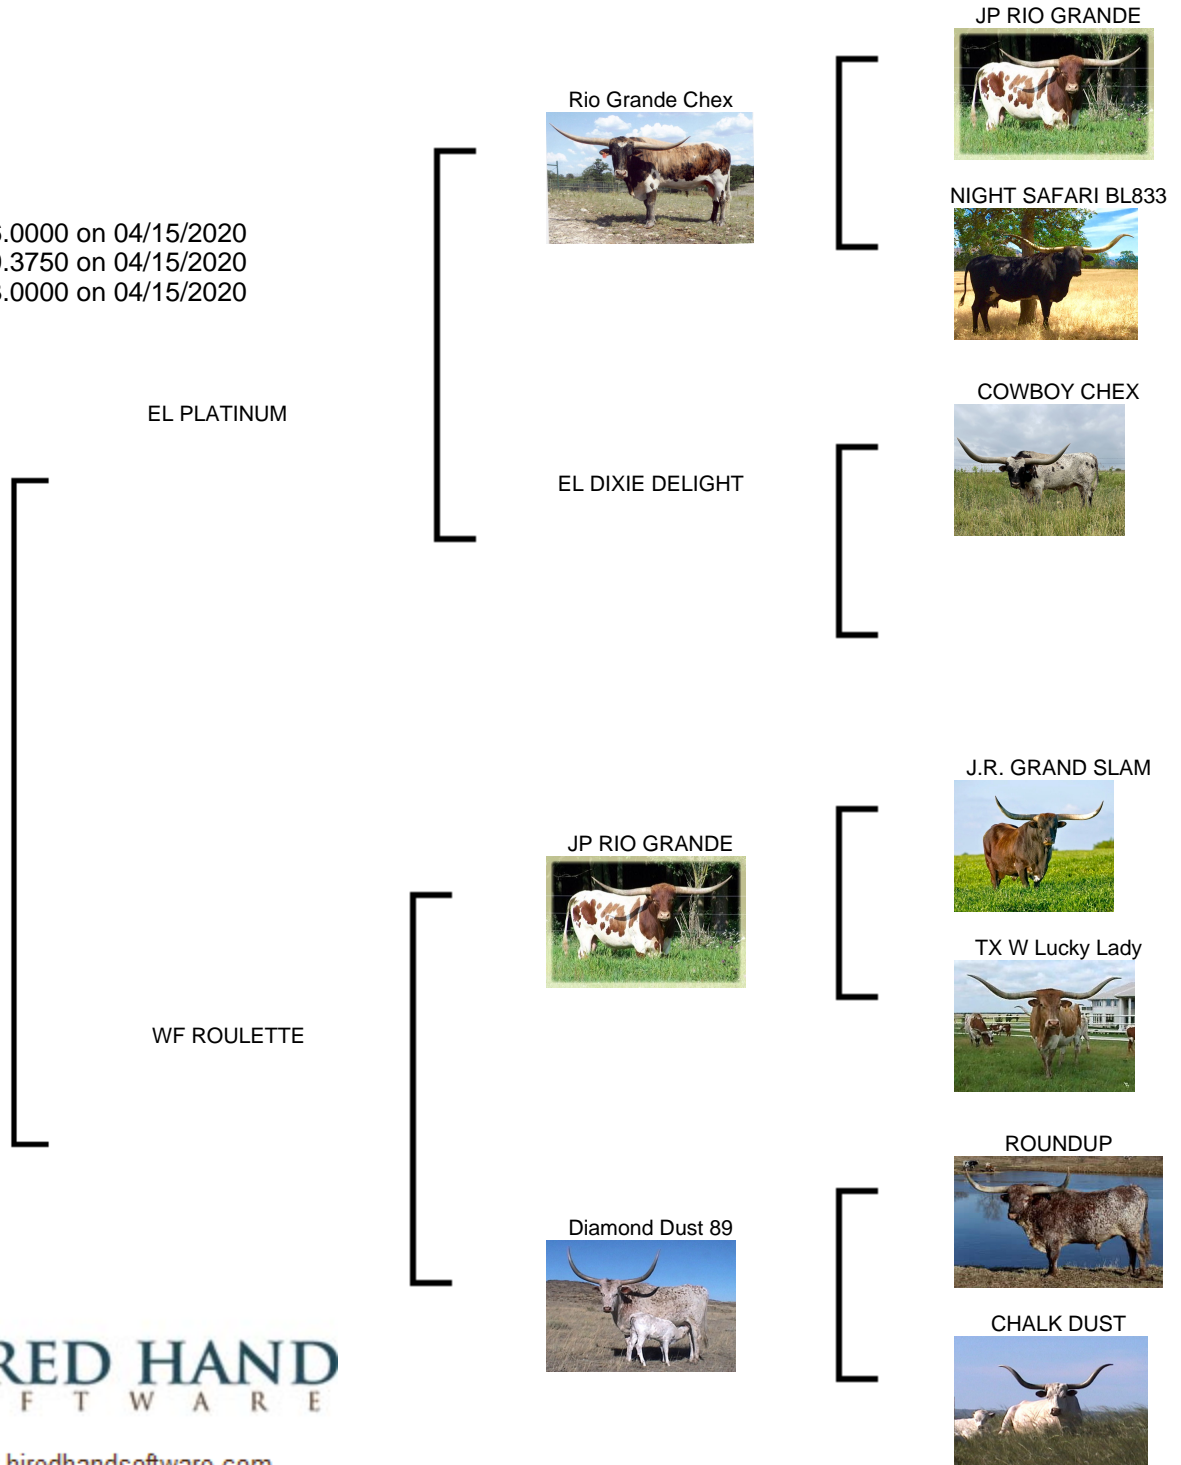 JP RIO GRANDE
Rio Grande Chex
NIGHT SAFARI BL833
.0000 on 04/15/2020
.3750 on 04/15/2020
.0000 on 04/15/2020
COWBOY CHEX
EL PLATINUM
EL DIXIE DELIGHT
J.R. GRAND SLAM
JP RIO GRANDE
TX W Lucky Lady
WF ROULETTE
ROUNDUP
Diamond Dust 89
CHALK DUST
RED HAND
F T W A R E
hiredhandsoftware.com